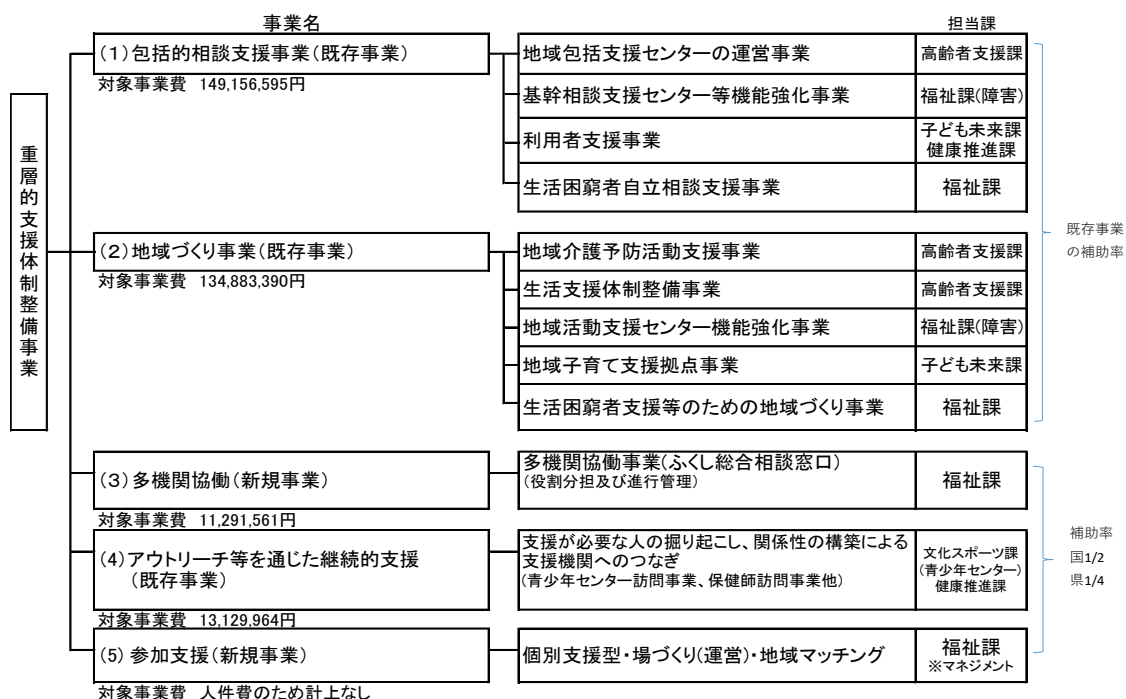 事業名
担当課
重層的支援体制整備事業
(1)包括的相談支援事業(既存事業)
対象事業費 149,156,595円
地域包括支援センターの運営事業
高齢者支援課
基幹相談支援センター等機能強化事業
福祉課(障害)
利用者支援事業
子ども未来課
健康推進課
生活困窮者自立相談支援事業
福祉課
(2)地域づくり事業(既存事業)
対象事業費 134,883,390円
地域介護予防活動支援事業
高齢者支援課
生活支援体制整備事業
高齢者支援課
地域活動支援センター機能強化事業
福祉課(障害)
地域子育て支援拠点事業
子ども未来課
生活困窮者支援等のための地域づくり事業
福祉課
既存事業
の補助率
(3)多機関協働(新規事業)
対象事業費 11,291,561円
多機関協働事業(ふくし総合相談窓口)
(役割分担及び進行管理)
福祉課
(4)アウトリーチ等を通じた継続的支援
(既存事業)
対象事業費 13,129,964円
支援が必要な人の掘り起こし、関係性の構築による
支援機関へのつなぎ
(青少年センター訪問事業、保健師訪問事業他)
文化スポーツ課
(青少年センター)
健康推進課
(5)参加支援(新規事業)
対象事業費 人件費のため計上なし
個別支援型・場づくり(運営)・地域マッチング
福祉課
※マネジメント
補助率
国1/2
県1/4